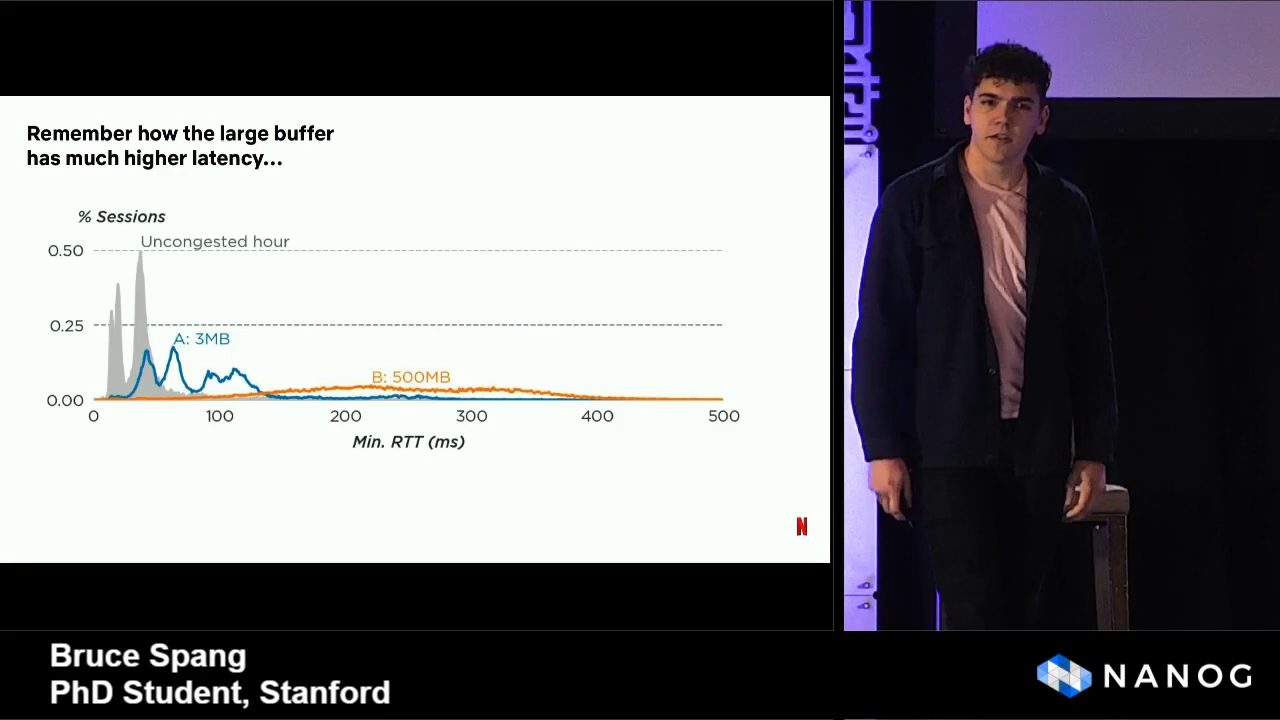 Remember how the large buffer
has much higher latency...
% Sessions
Uncongested hour
0.50
0.25
A: 3MB
B: 500MB
0.00
0 100 200 300 400 500
Min. RTT (ms)
N
Bruce Spang
PhD Student, Stanford
NANOG